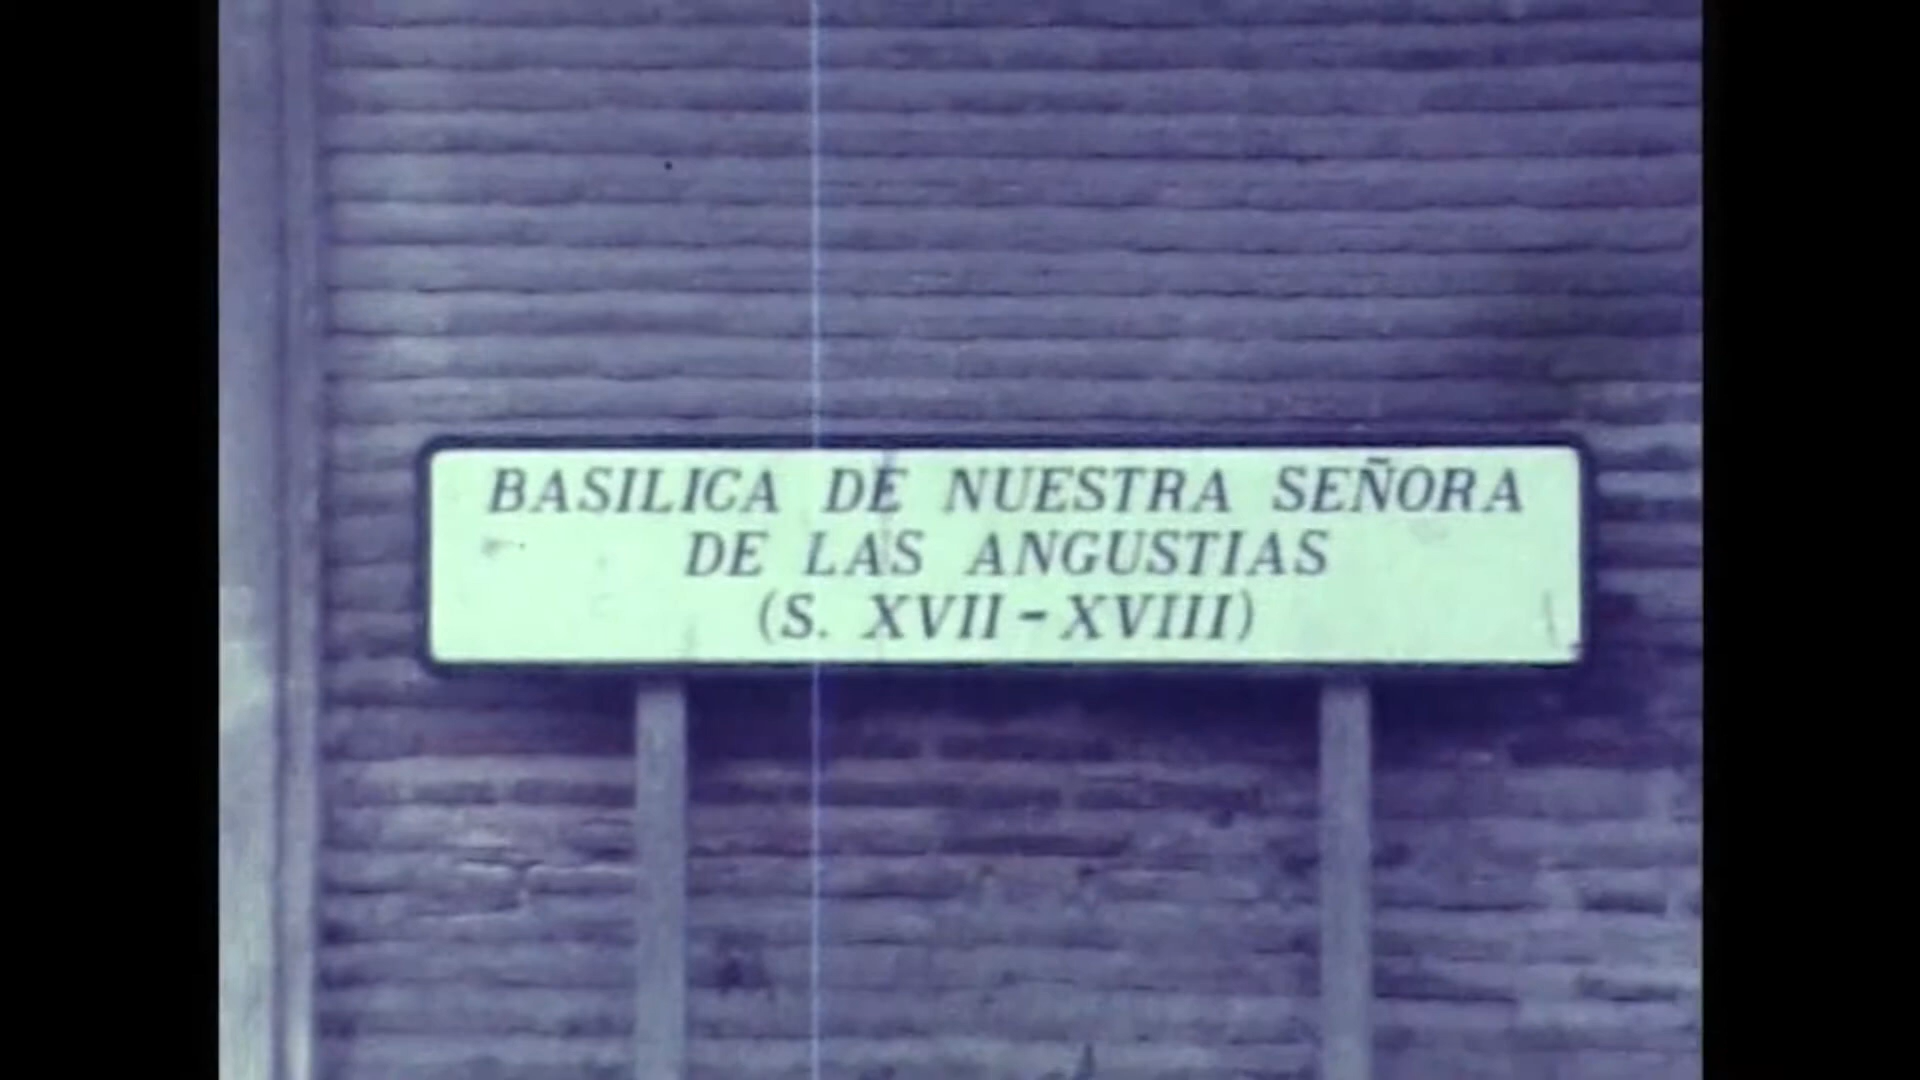 BASILICA DE NUESTRA SEÑORA
DE LAS ANGUSTIAS
(S. XVII - XVIII)